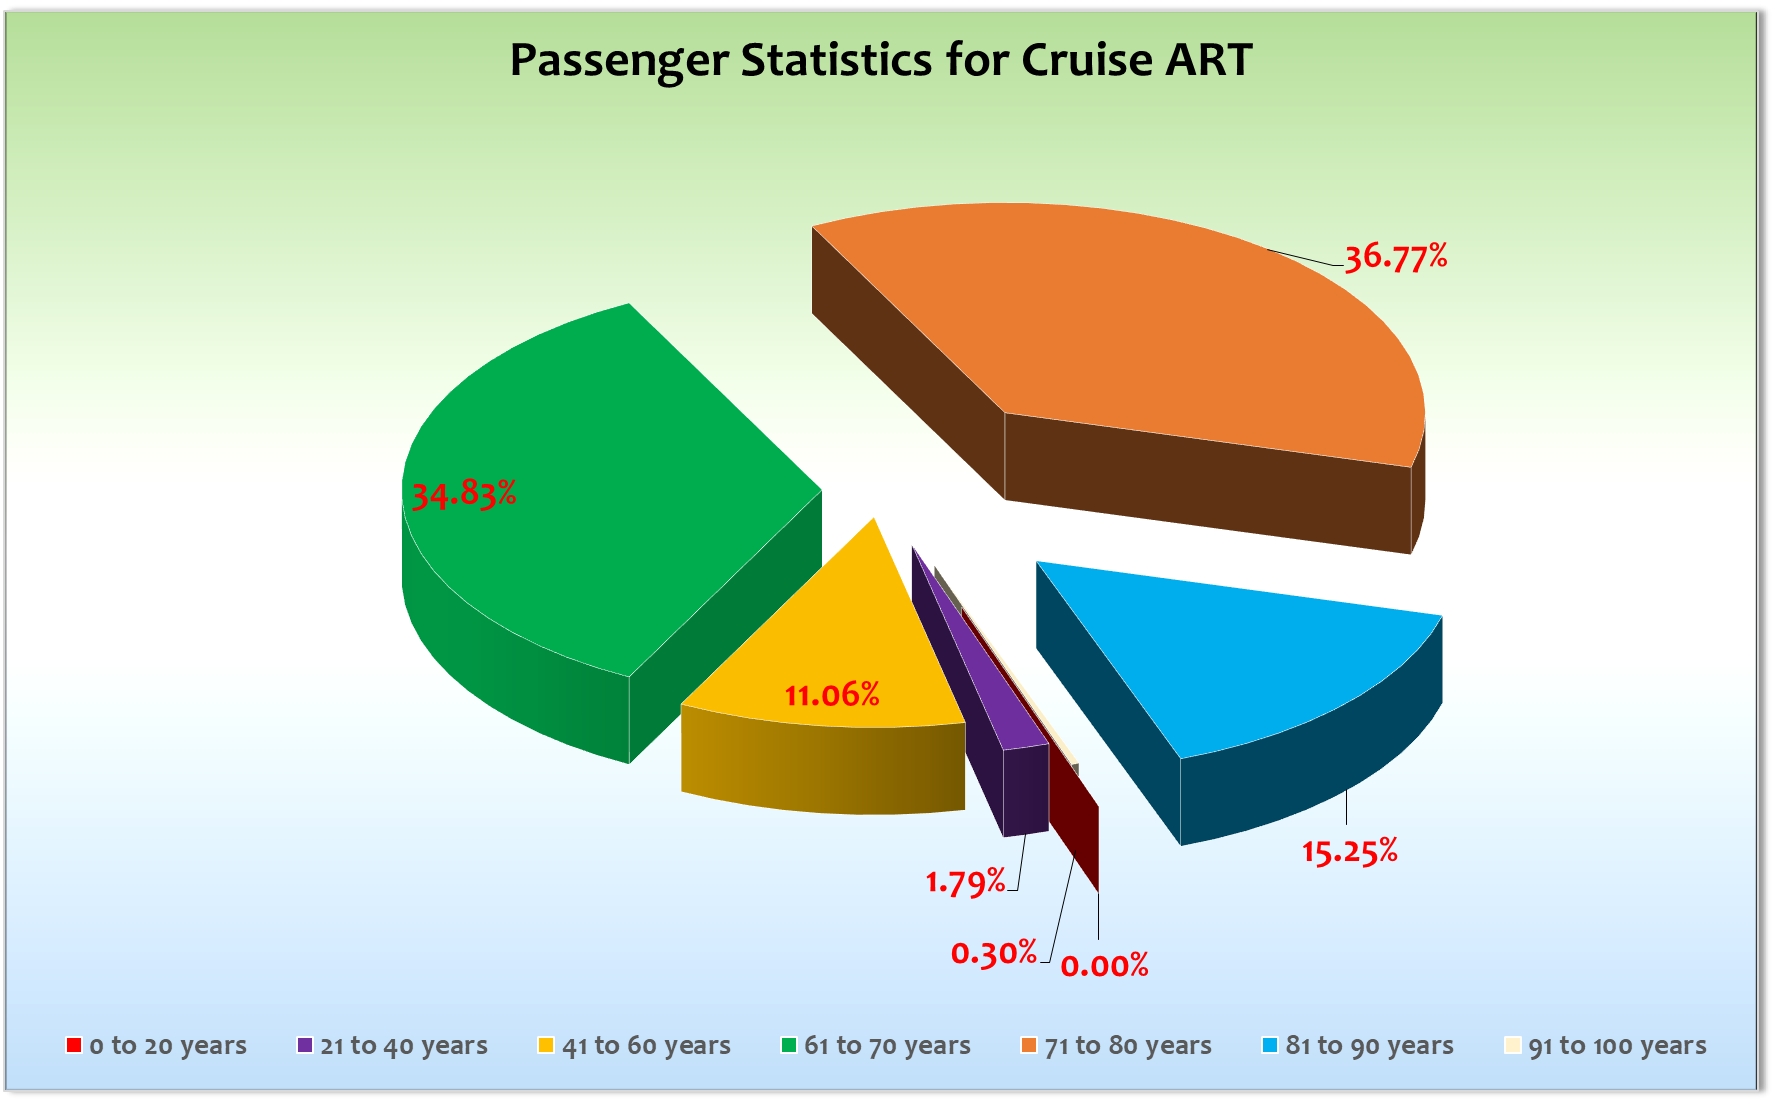 Passenger Statistics for Cruise ART
36.77%
34.83%
11.06%
15.25%
1.79%
0.30%
0.00%
0 to 20 years
21 to 40 years
41 to 60 years
61 to 70 years
71 to 80 years
81 to 90 years
91 to 100 years